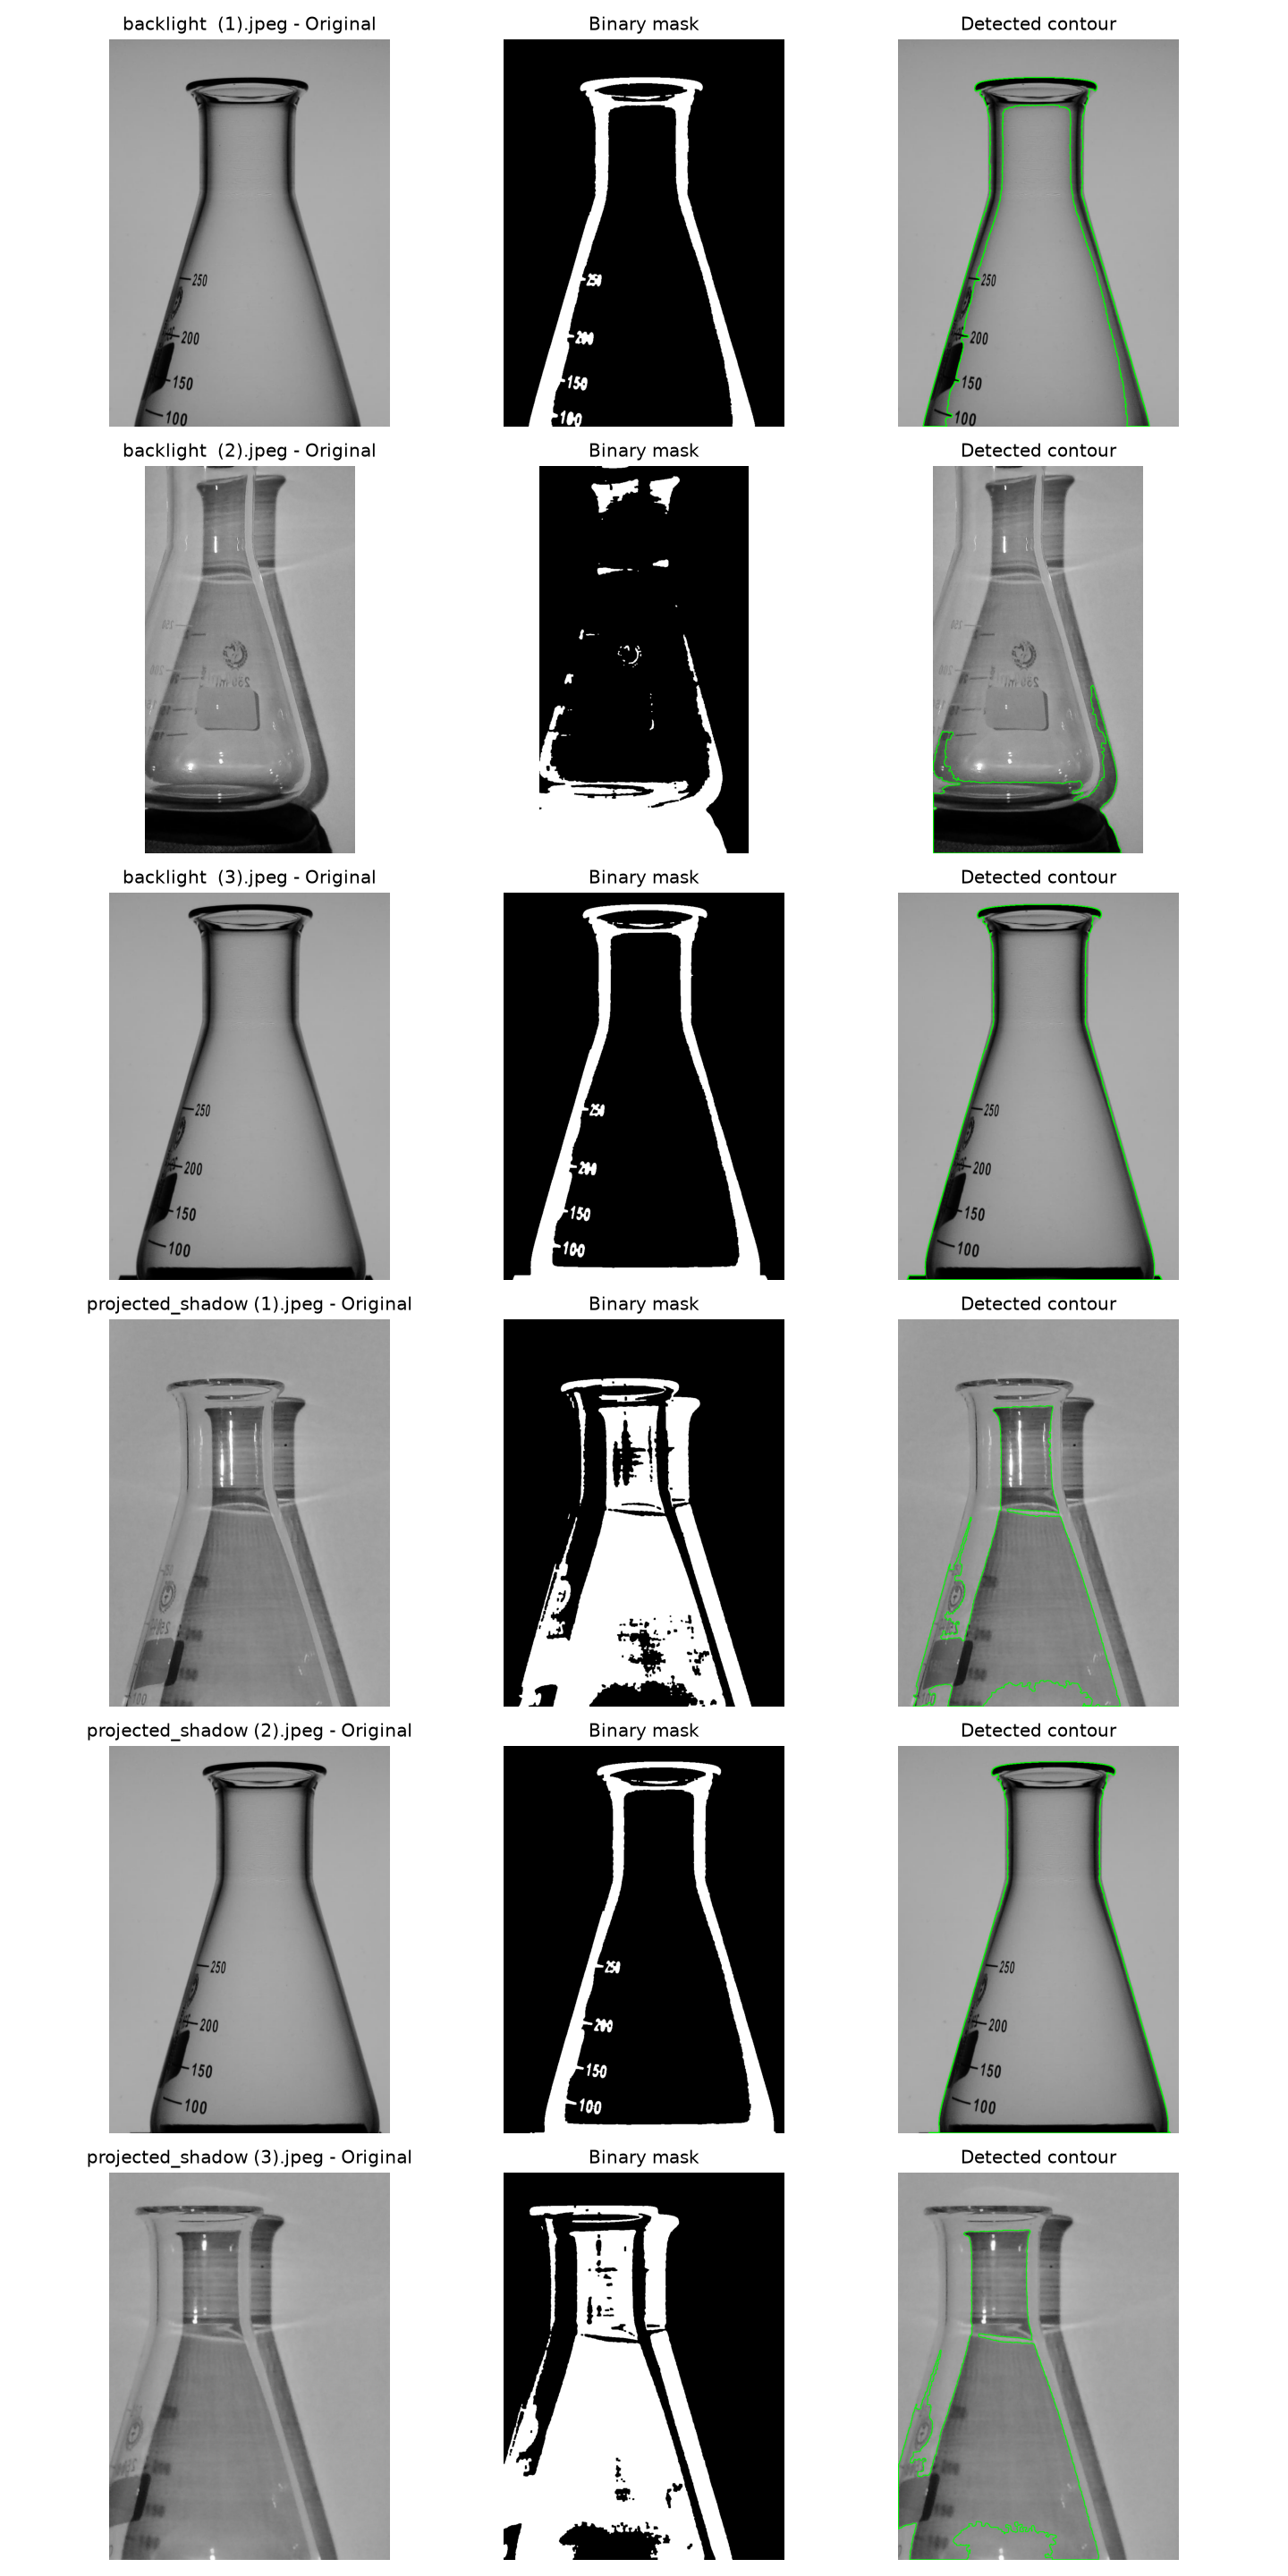 backlight  (1).jpeg - Original
Binary mask
Detected contour
250
200
150
100
250
200
150
100
250
200
150
100
backlight  (2).jpeg - Original
Binary mask
Detected contour
backlight  (3).jpeg - Original
Binary mask
Detected contour
250
200
150
100
250
200
150
100
250
200
150
100
projected_shadow (1).jpeg - Original
Binary mask
Detected contour
projected_shadow (2).jpeg - Original
Binary mask
Detected contour
250
200
150
100
250
200
150
100
250
200
150
100
projected_shadow (3).jpeg - Original
Binary mask
Detected contour